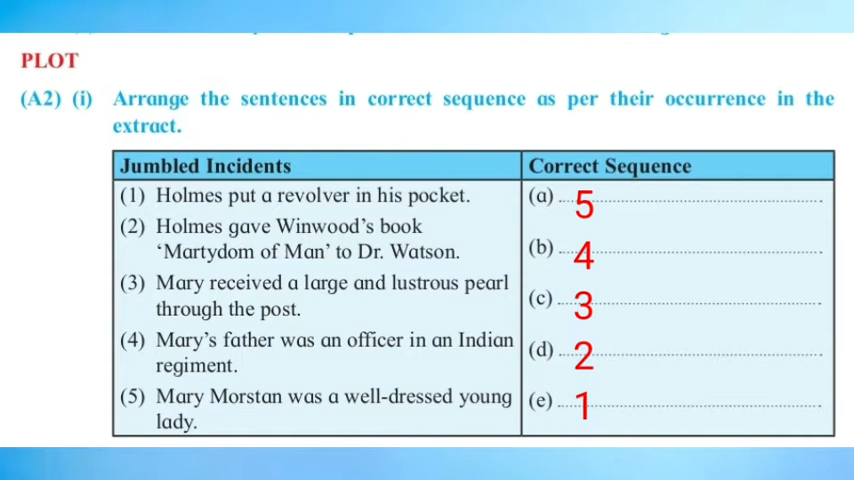 PLOT
(A2) (i) Arrange the sentences in correct sequence as per their occurrence in the
extract.
Jumbled Incidents Correct Sequence
(1) Holmes put a revolver in his pocket. (a) 5
(2) Holmes gave Winwood's book
'Martydom of Man' to Dr. Watson. (b) 4
(3) Mary received a large and lustrous pearl
through the post. (c) 3
(4) Mary's father was an officer in an Indian
regiment. (d) 2
(5) Mary Morstan was a well-dressed young
lady. (e) 1